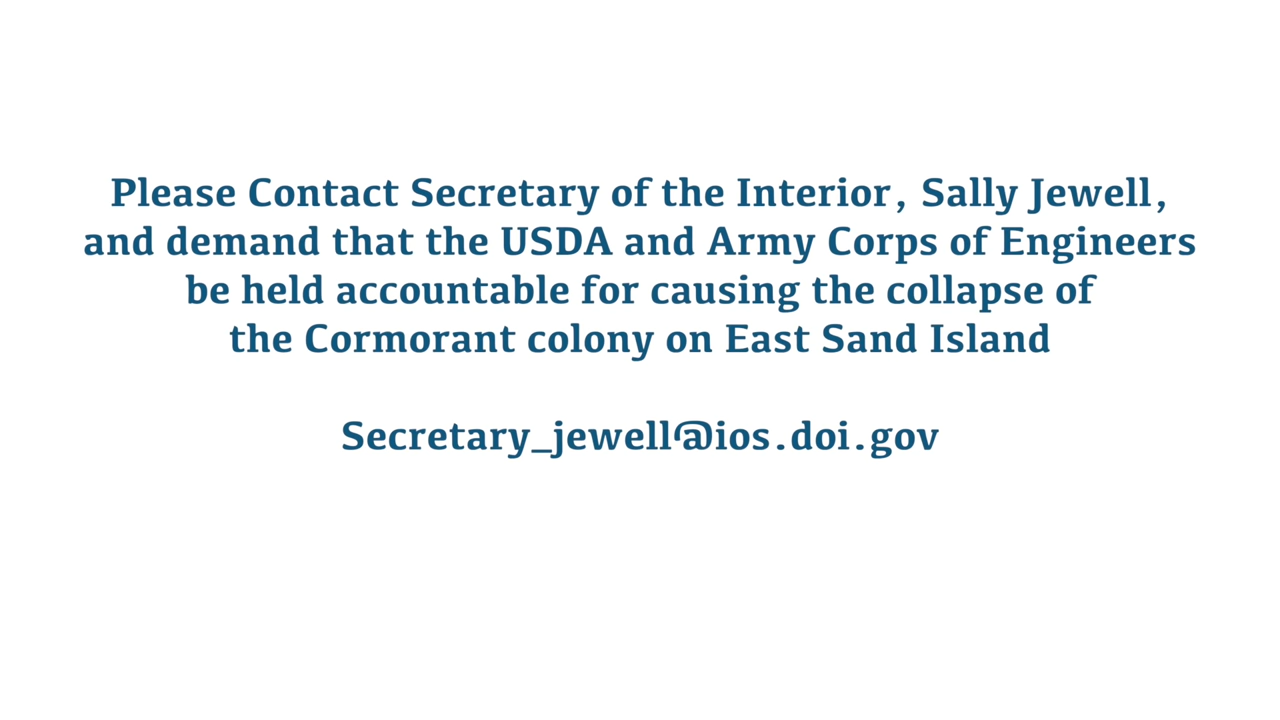 Please Contact Secretary of the Interior, Sally Jewell,
and demand that the USDA and Army Corps of Engineers
be held accountable for causing the collapse of
the Cormorant colony on East Sand Island
Secretary_jewell@ios.doi.gov